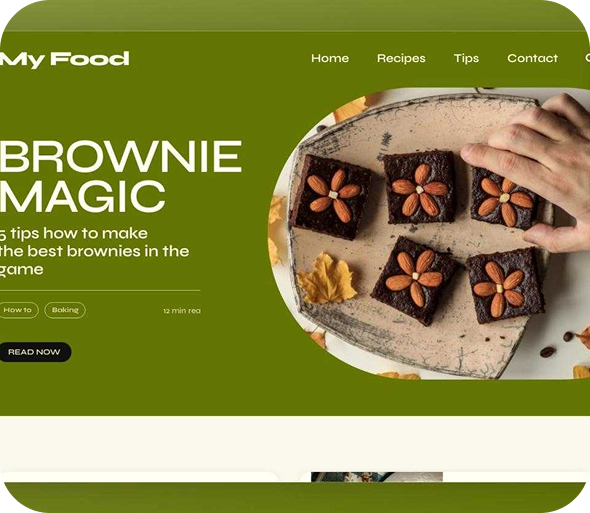 My Food
Home Recipes Tips Contact
BROWNIE
MAGIC
5 tips how to make
the best brownies in the
game
How to Baking 12 min rea
READ NOW